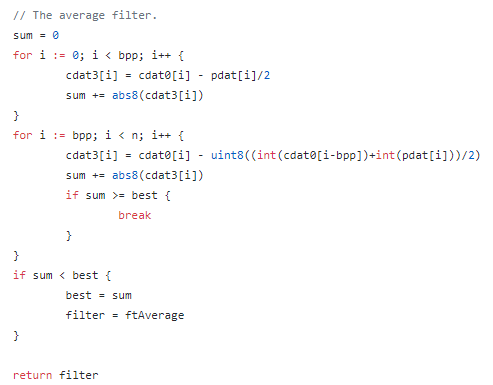 // The average filter.
sum = 0
for i := 0; i < bpp; i++ {
        cdat3[i] = cdat0[i] - pdat[i]/2
        sum += abs8(cdat3[i])
}
for i := bpp; i < n; i++ {
        cdat3[i] = cdat0[i] - uint8((int(cdat0[i-bpp])+int(pdat[i]))/2)
        sum += abs8(cdat3[i])
        if sum >= best {
                break
        }
}
if sum < best {
        best = sum
        filter = ftAverage
}

return filter